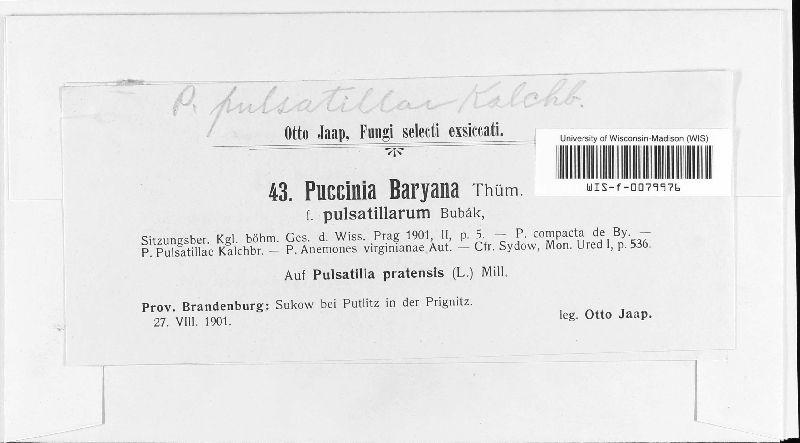 P. pulsatillae Kalchb.
Otto Jaap, Fungi selecti exsiccati.
University of Wisconsin-Madison (WIS)
WIS-f-0079976
43. Puccinia Baryana Thüm.
f. pulsatillarum Bubák,
Sitzungsber. Kgl. böhm. Ges. d. Wiss. Prag 1901, II, p. 5. — P. compacta de By. —
P. Pulsatillae Kalchbr. — P. Anemones virginianae Aut. — Cfr. Sydow, Mon. Ured I, p. 536.
Auf Pulsatilla pratensis (L.) Mill.
Prov. Brandenburg: Sukow bei Putlitz in der Prignitz.
27. VIII. 1901.
leg. Otto Jaap.